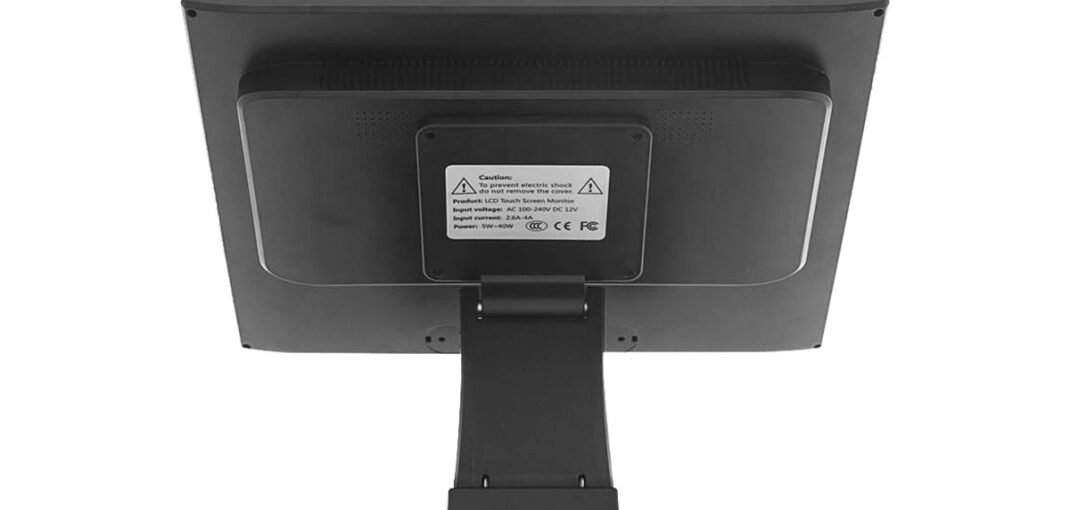 Caution:
To prevent electric shock
do not remove the cover.
Product: LCD Touch Screen Monitor
Input voltage: AC 100-240V DC 12V
Input current: 2.6A-4A
Power: 5W~40W CCC CE FC